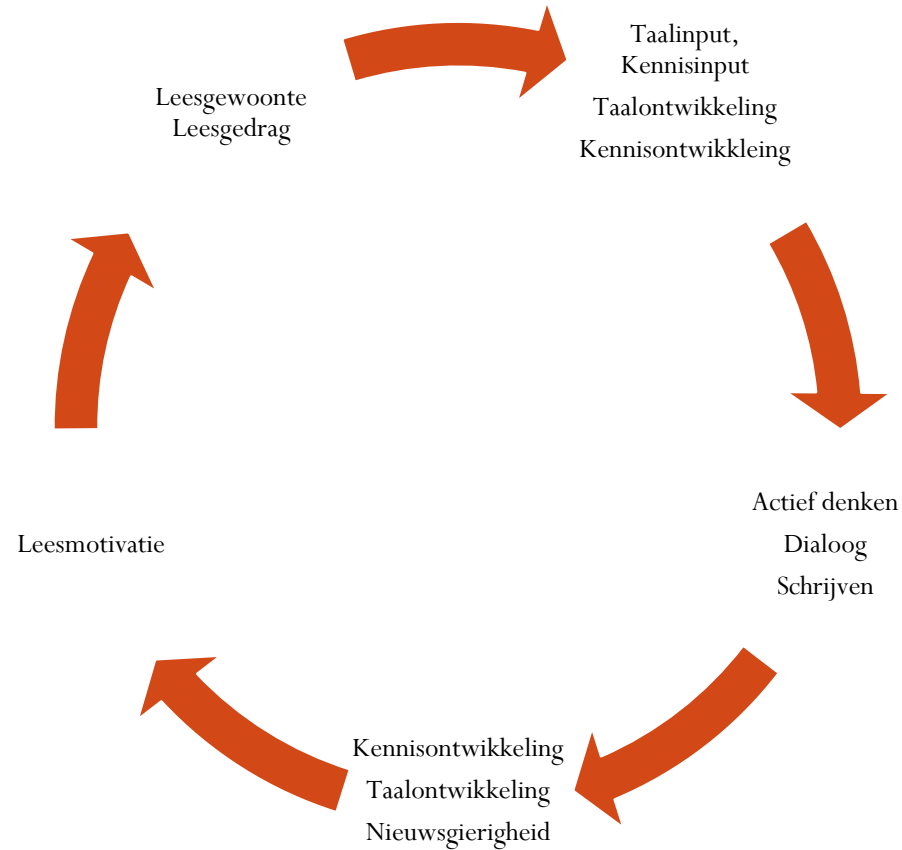 Taalinput,
Kennisinput
Taalontwikkeling
Kennisontwikkleing
Actief denken
Dialoog
Schrijven
Kennisontwikkeling
Taalontwikkeling
Nieuwsgierigheid
Leesmotivatie
Leesgewoonte
Leesgedrag